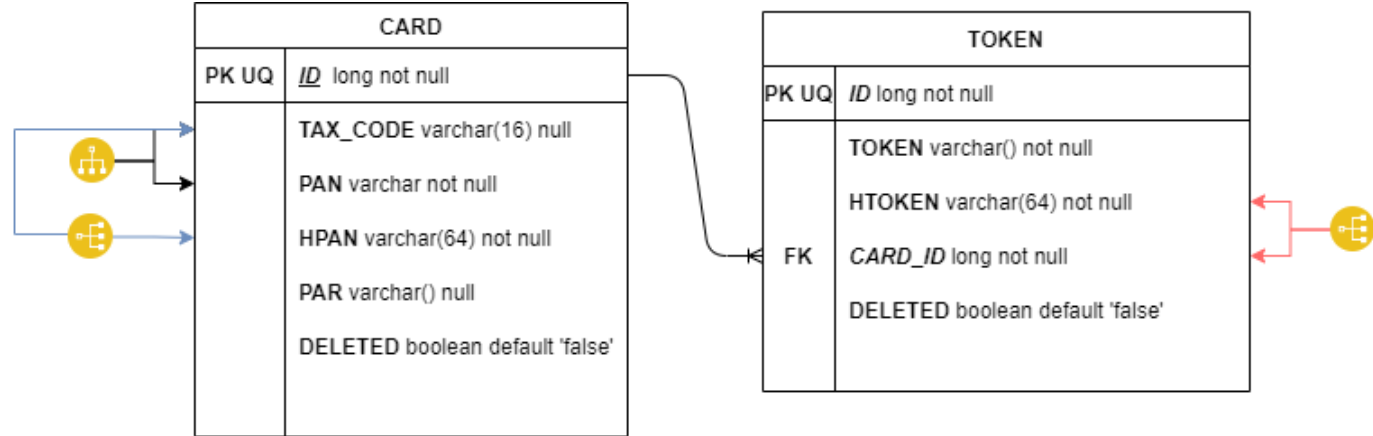 CARD
PK UQ ID long not null
TAX_CODE varchar(16) null
PAN varchar not null
HPAN varchar(64) not null
PAR varchar() null
DELETED boolean default 'false'
TOKEN
PK UQ ID long not null
TOKEN varchar() not null
HTOKEN varchar(64) not null
FK CARD_ID long not null
DELETED boolean default 'false'